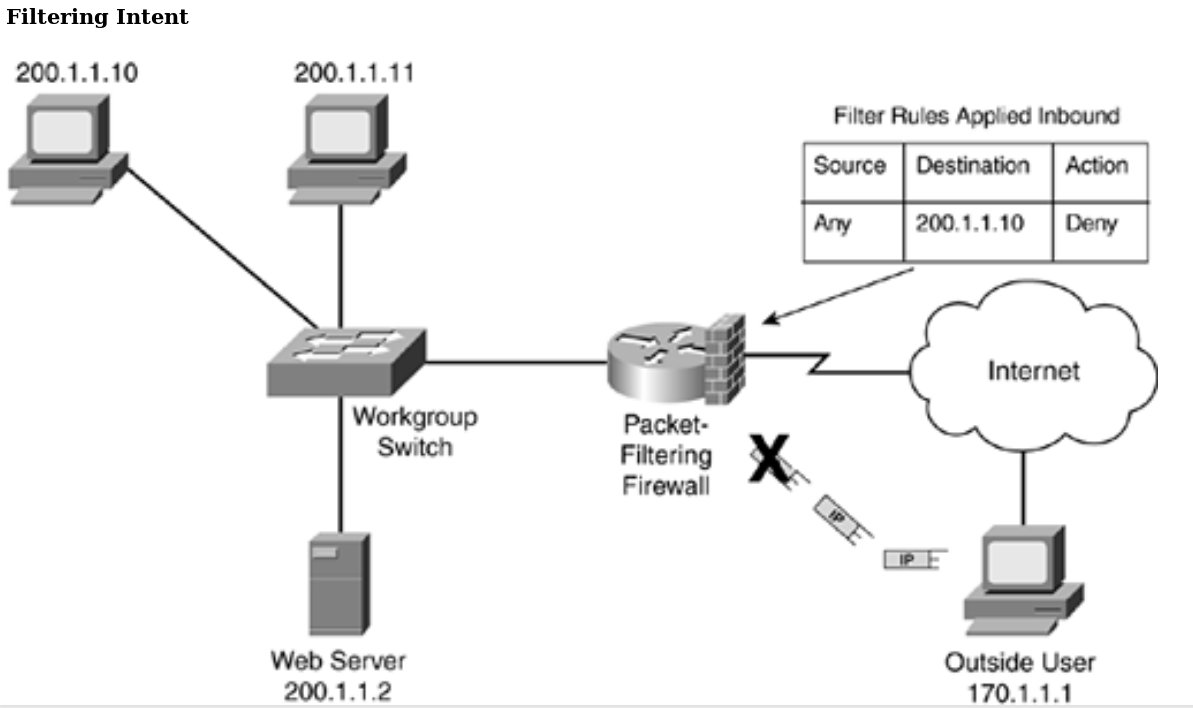 Filtering Intent
200.1.1.10
200.1.1.11
Filter Rules Applied Inbound
Source Destination Action
Any 200.1.1.10 Deny
Internet
Workgroup
Switch
Packet-
Filtering
Firewall
X
IP
IP
Web Server
200.1.1.2
Outside User
170.1.1.1